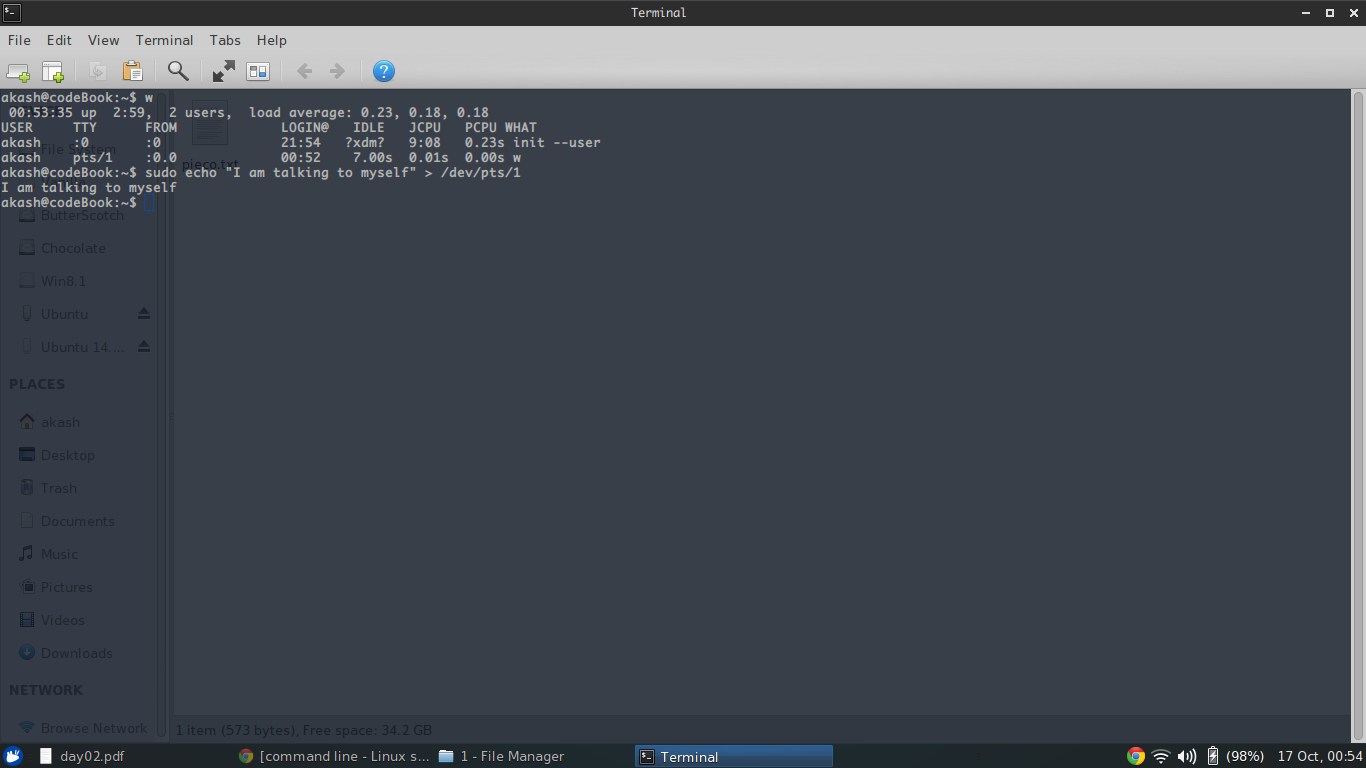 Terminal
File Edit View Terminal Tabs Help
akash@codeBook:~$ w
 00:53:35 up  2:59,  2 users,  load average: 0.23, 0.18, 0.18
USER     TTY      FROM             LOGIN@   IDLE   JCPU   PCPU WHAT
akash    :0       :0               21:54   ?xdm?   9:08   0.23s init --user
akash    pts/1    :0.0             00:52    7.00s  0.01s  0.00s w
akash@codeBook:~$ sudo echo "I am talking to myself" > /dev/pts/1
I am talking to myself
akash@codeBook:~$
File System
pieco.txt
ButterScotch
Chocolate
Win8.1
Ubuntu
Ubuntu 14....
PLACES
akash
Desktop
Trash
Documents
Music
Pictures
Videos
Downloads
NETWORK
Browse Network
1 item (573 bytes), Free space: 34.2 GB
day02.pdf
[command line - Linux s...
1 - File Manager
Terminal
(98%)
17 Oct, 00:54